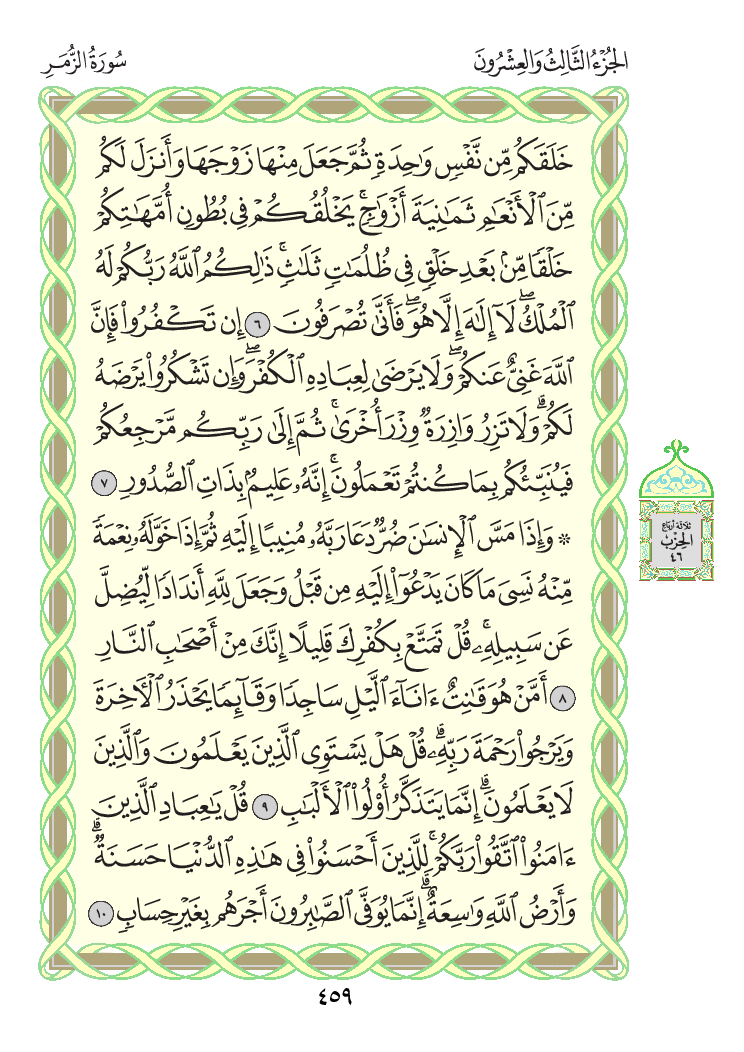 الجُزْءُ الثَّالِثُ وَالعِشْرُونَ
سُورَةُ الزُّمَرِ
خَلَقَكُم مِّن نَّفْسٍ وَٰحِدَةٍ ثُمَّ جَعَلَ مِنْهَا زَوْجَهَا وَأَنزَلَ لَكُم
مِّنَ ٱلْأَنْعَٰمِ ثَمَٰنِيَةَ أَزْوَٰجٍ ۚ يَخْلُقُكُمْ فِى بُطُونِ أُمَّهَٰتِكُمْ
خَلْقًا مِّنۢ بَعْدِ خَلْقٍ فِى ظُلُمَٰتٍ ثَلَٰثٍ ۚ ذَٰلِكُمُ ٱللَّهُ رَبُّكُمْ لَهُ
ٱلْمُلْكُ ۖ لَآ إِلَٰهَ إِلَّا هُوَ ۖ فَأَنَّىٰ تُصْرَفُونَ ٦ إِن تَكْفُرُوا۟ فَإِنَّ
ٱللَّهَ غَنِىٌّ عَنكُمْ ۖ وَلَا يَرْضَىٰ لِعِبَادِهِ ٱلْكُفْرَ ۖ وَإِن تَشْكُرُوا۟ يَرْضَهُ
لَكُمْ ۗ وَلَا تَزِرُ وَازِرَةٌ وِزْرَ أُخْرَىٰ ۚ ثُمَّ إِلَىٰ رَبِّكُم مَّرْجِعُكُمْ
فَيُنَبِّئُكُم بِمَا كُنتُمْ تَعْمَلُونَ ۚ إِنَّهُۥ عَلِيمٌۢ بِذَاتِ ٱلصُّدُورِ ٧
۞ وَإِذَا مَسَّ ٱلْإِنسَٰنَ ضُرٌّ دَعَا رَبَّهُۥ مُنِيبًا إِلَيْهِ ثُمَّ إِذَا خَوَّلَهُۥ نِعْمَةً
مِّنْهُ نَسِىَ مَا كَانَ يَدْعُوٓا۟ إِلَيْهِ مِن قَبْلُ وَجَعَلَ لِلَّهِ أَندَادًا لِّيُضِلَّ
عَن سَبِيلِهِۦ ۚ قُلْ تَمَتَّعْ بِكُفْرِكَ قَلِيلًا إِنَّكَ مِنْ أَصْحَٰبِ ٱلنَّارِ
٨ أَمَّنْ هُوَ قَٰنِتٌ ءَانَآءَ ٱلَّيْلِ سَاجِدًا وَقَآئِمًا يَحْذَرُ ٱلْءَاخِرَةَ
وَيَرْجُوا۟ رَحْمَةَ رَبِّهِۦ ۗ قُلْ هَلْ يَسْتَوِى ٱلَّذِينَ يَعْلَمُونَ وَٱلَّذِينَ
لَا يَعْلَمُونَ ۗ إِنَّمَا يَتَذَكَّرُ أُو۟لُوا۟ ٱلْأَلْبَٰبِ ٩ قُلْ يَٰعِبَادِ ٱلَّذِينَ
ءَامَنُوا۟ ٱتَّقُوا۟ رَبَّكُمْ ۚ لِلَّذِينَ أَحْسَنُوا۟ فِى هَٰذِهِ ٱلدُّنْيَا حَسَنَةٌ ۗ
وَأَرْضُ ٱللَّهِ وَٰسِعَةٌ ۗ إِنَّمَا يُوَفَّى ٱلصَّٰبِرُونَ أَجْرَهُم بِغَيْرِ حِسَابٍ ١٠
ثلاثة أرباع
الحِزْب
٤٦
٤٥٩